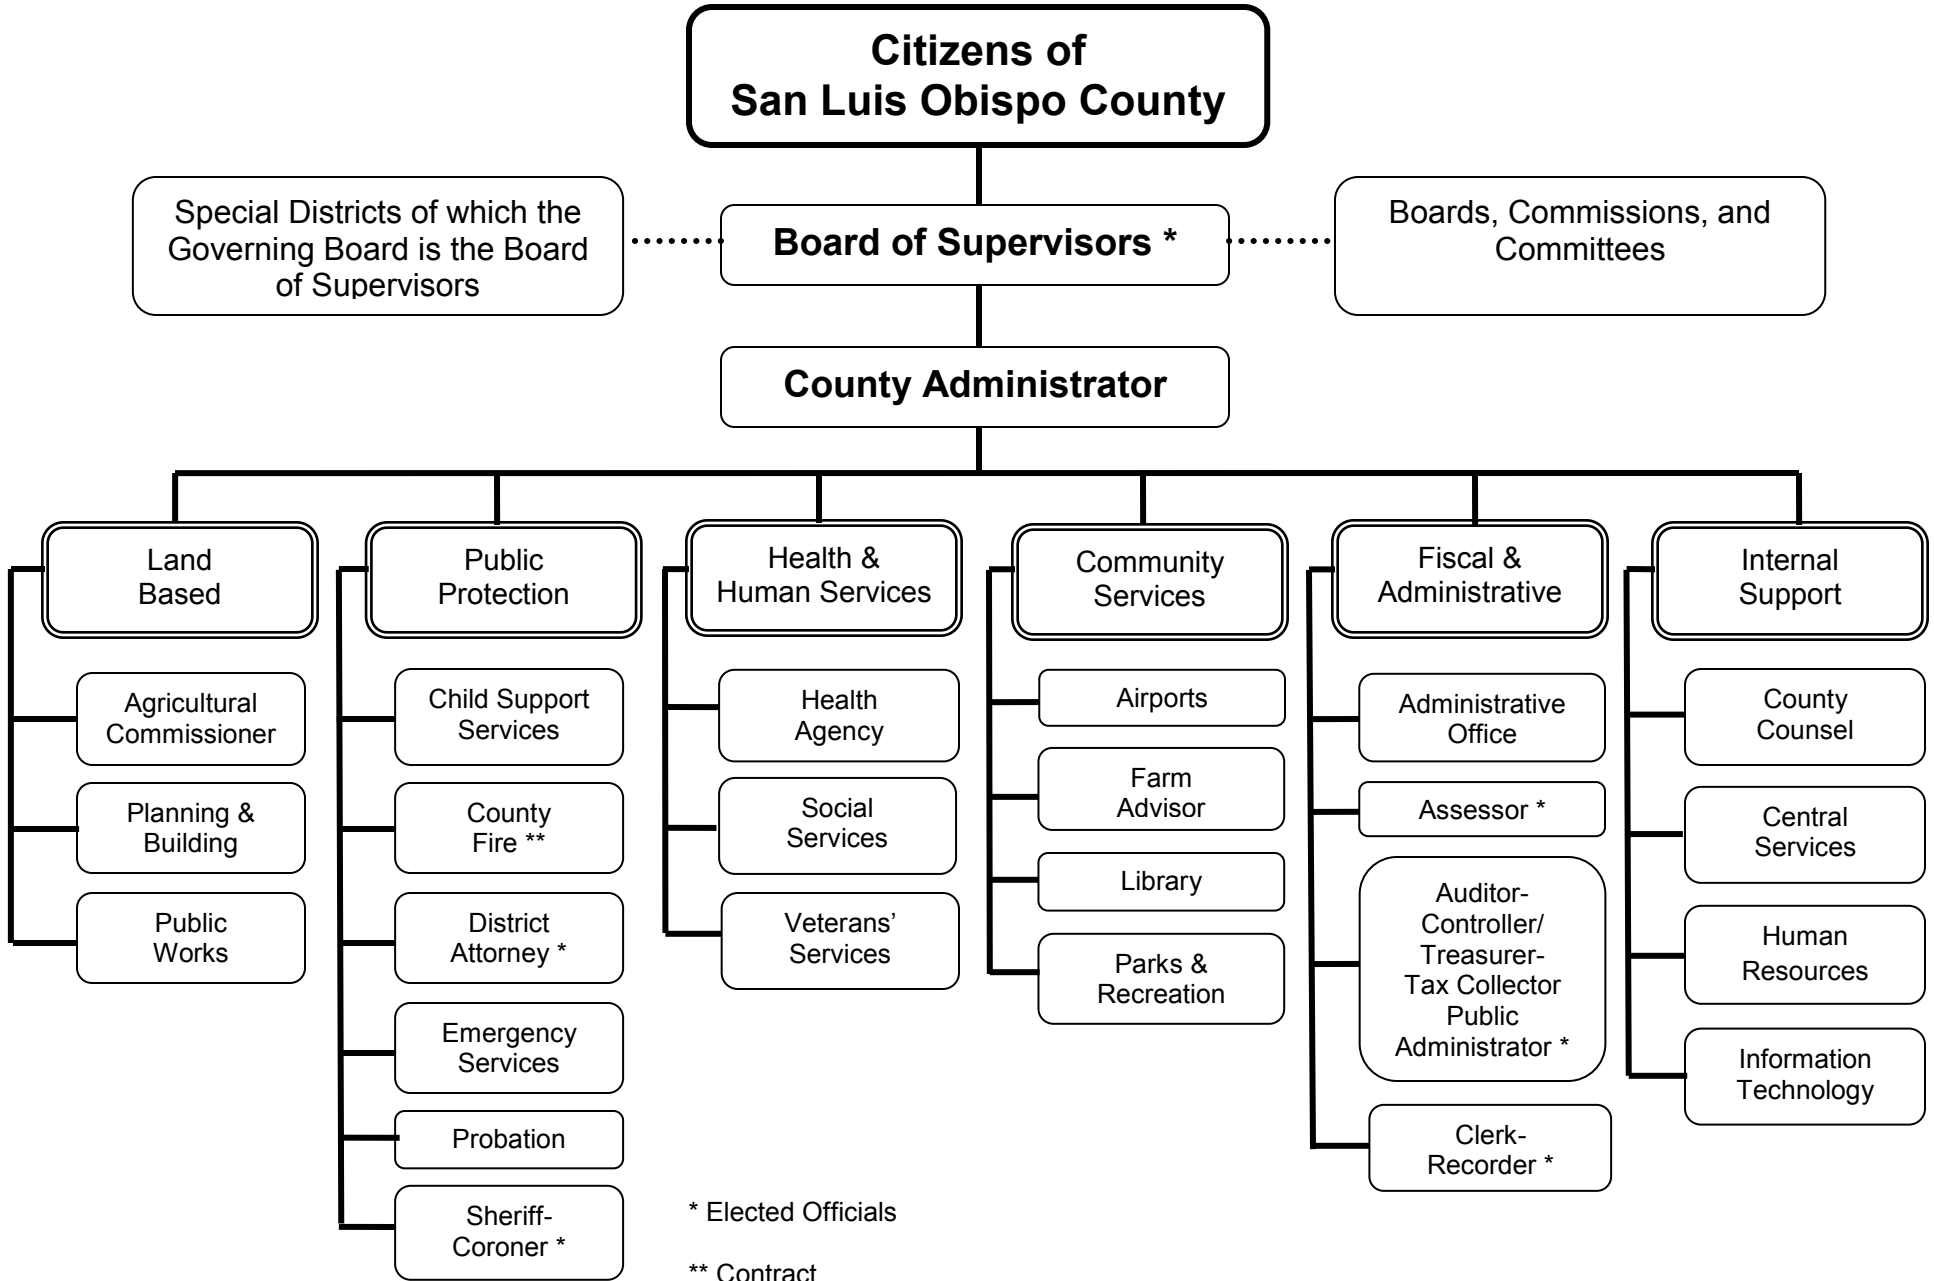 Citizens of
San Luis Obispo County
Special Districts of which the
Governing Board is the Board
of Supervisors
Board of Supervisors *
Boards, Commissions, and
Committees
County Administrator
Land
Based
Agricultural
Commissioner
Planning &
Building
Public
Works
Public
Protection
Child Support
Services
County
Fire **
District
Attorney *
Emergency
Services
Probation
Sheriff-
Coroner *
Health &
Human Services
Health
Agency
Social
Services
Veterans’
Services
Community
Services
Airports
Farm
Advisor
Library
Parks &
Recreation
Fiscal &
Administrative
Administrative
Office
Assessor *
Auditor-
Controller/
Treasurer-
Tax Collector
Public
Administrator *
Clerk-
Recorder *
Internal
Support
County
Counsel
Central
Services
Human
Resources
Information
Technology
* Elected Officials
** Contract